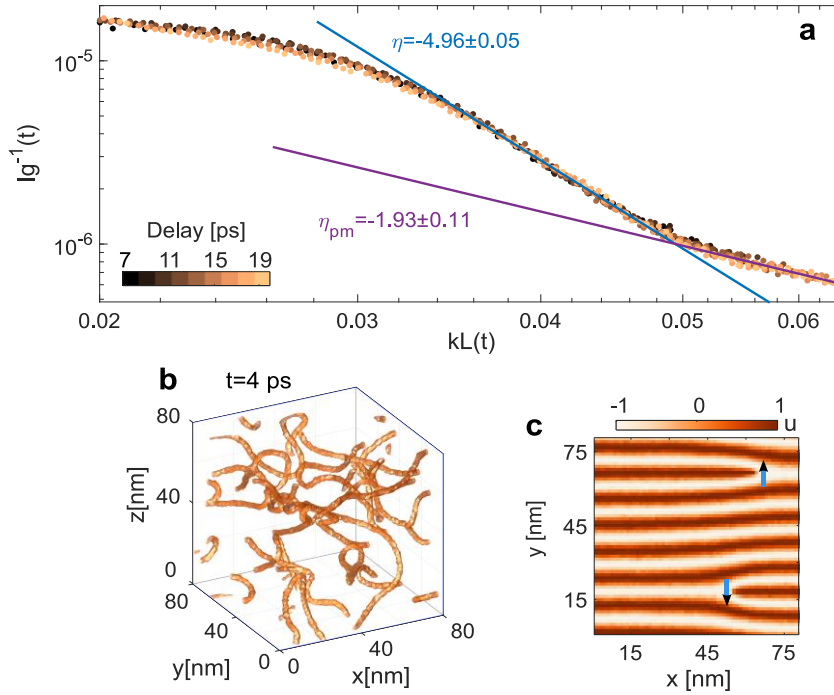 a
η=-4.96±0.05
10⁻⁵
Ig⁻¹(t)
η_pm=-1.93±0.11
10⁻⁶
Delay [ps]
7 11 15 19
0.02 0.03 0.04 0.05 0.06
kL(t)
b t=4 ps
80
z[nm]
40
0
80
40
0
y[nm]
0
40
80
x[nm]
c
-1 0 1
u
75
45
15
y [nm]
15 45 75
x [nm]